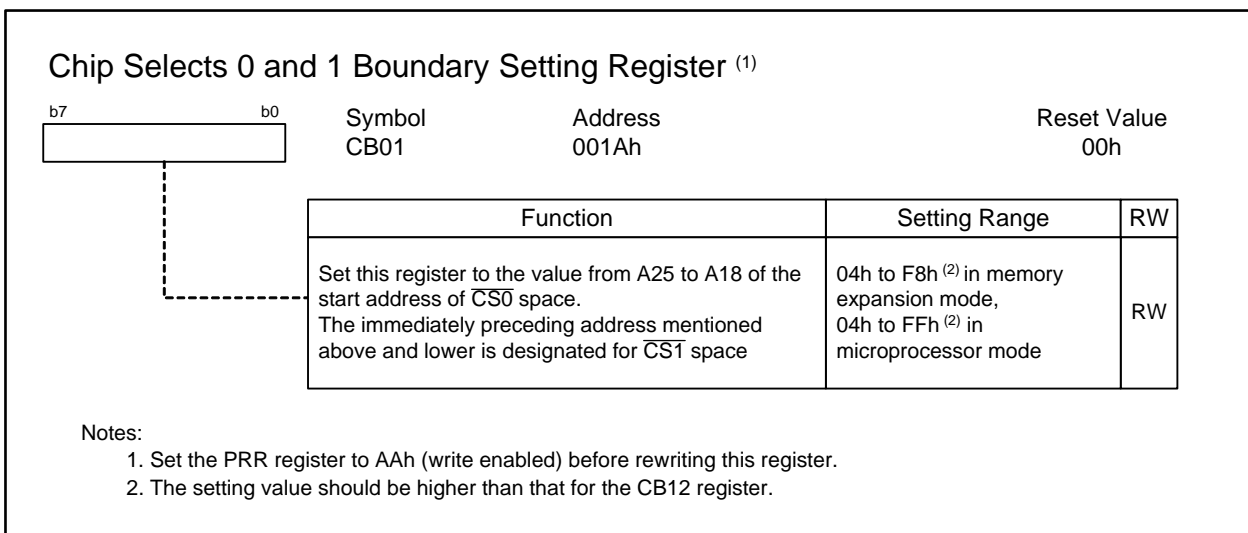 Chip Selects 0 and 1 Boundary Setting Register (1)
b7 b0
Symbol Address Reset Value
CB01 001Ah 00h
Function Setting Range RW
Set this register to the value from A25 to A18 of the
start address of CS0 space.
The immediately preceding address mentioned
above and lower is designated for CS1 space
04h to F8h (2) in memory
expansion mode,
04h to FFh (2) in
microprocessor mode
RW
Notes:
1. Set the PRR register to AAh (write enabled) before rewriting this register.
2. The setting value should be higher than that for the CB12 register.